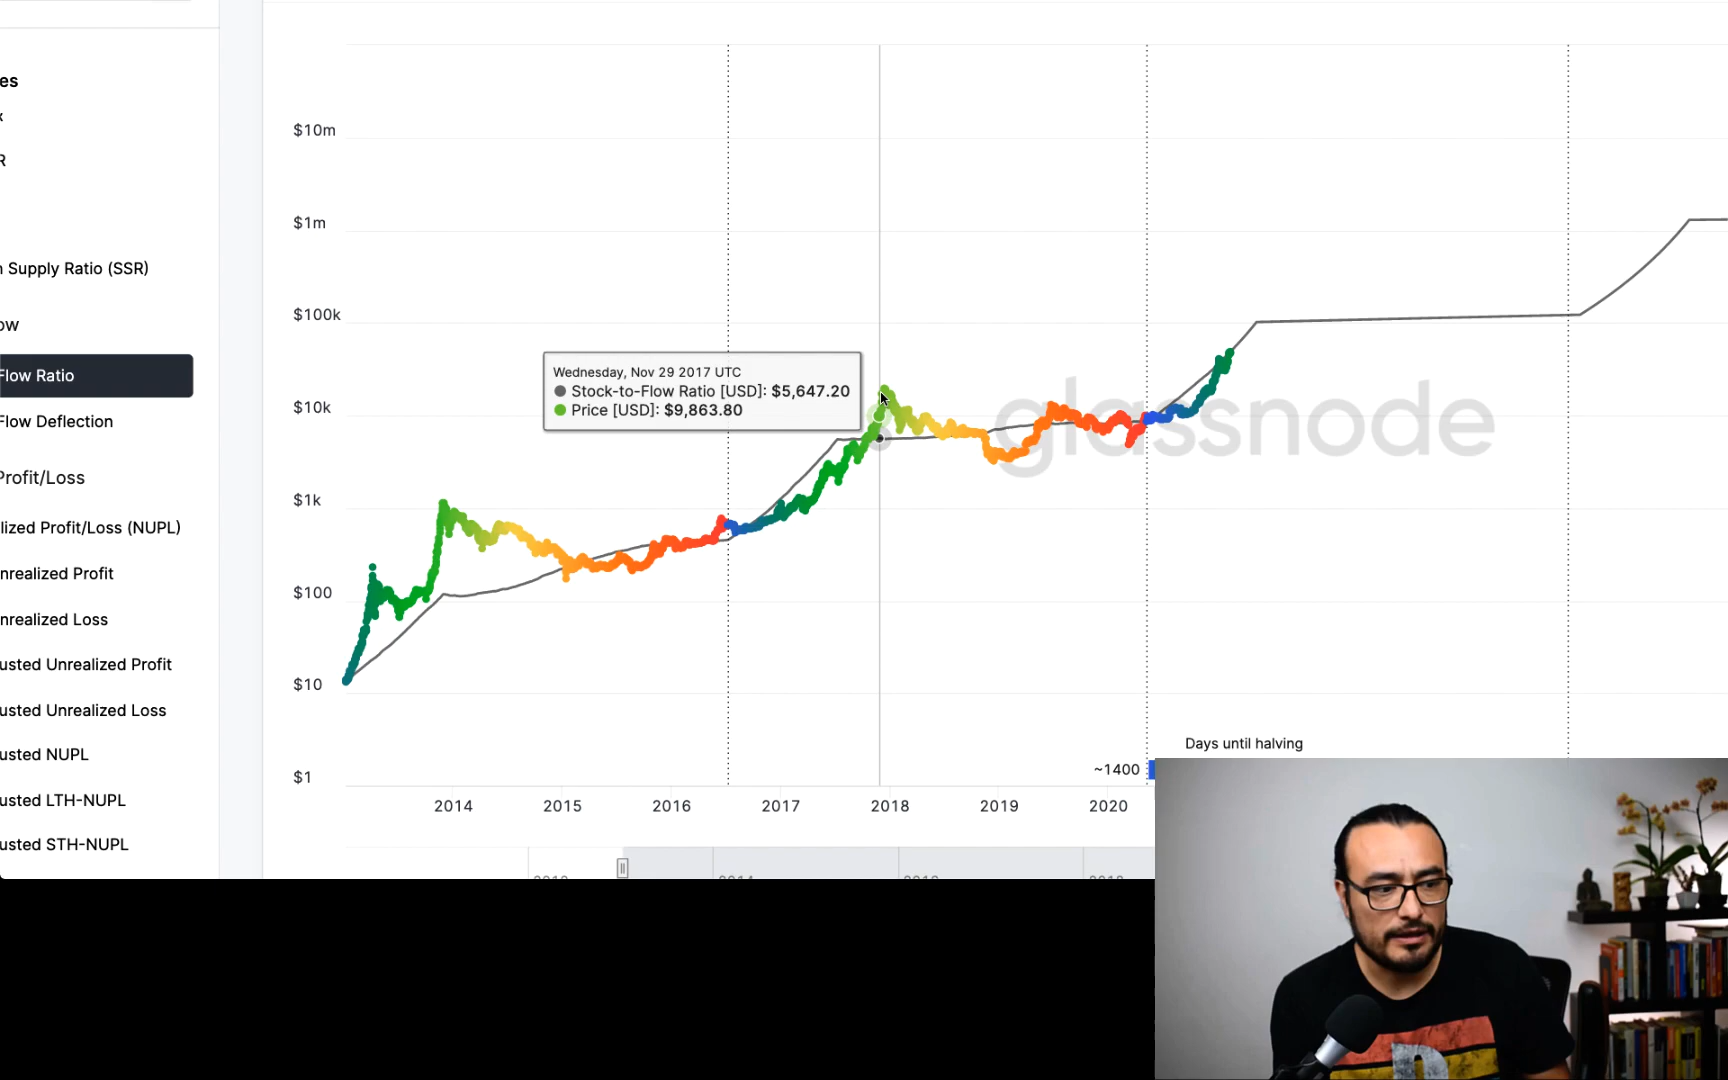 es
x
R
n Supply Ratio (SSR)
ow
Flow Ratio
Flow Deflection
Profit/Loss
lized Profit/Loss (NUPL)
nrealized Profit
nrealized Loss
usted Unrealized Profit
usted Unrealized Loss
usted NUPL
usted LTH-NUPL
usted STH-NUPL
$10m
$1m
$100k
$10k
$1k
$100
$10
$1
Wednesday, Nov 29 2017 UTC
Stock-to-Flow Ratio [USD]: $5,647.20
Price [USD]: $9,863.80
glassnode
Days until halving
~1400
2014 2015 2016 2017 2018 2019 2020